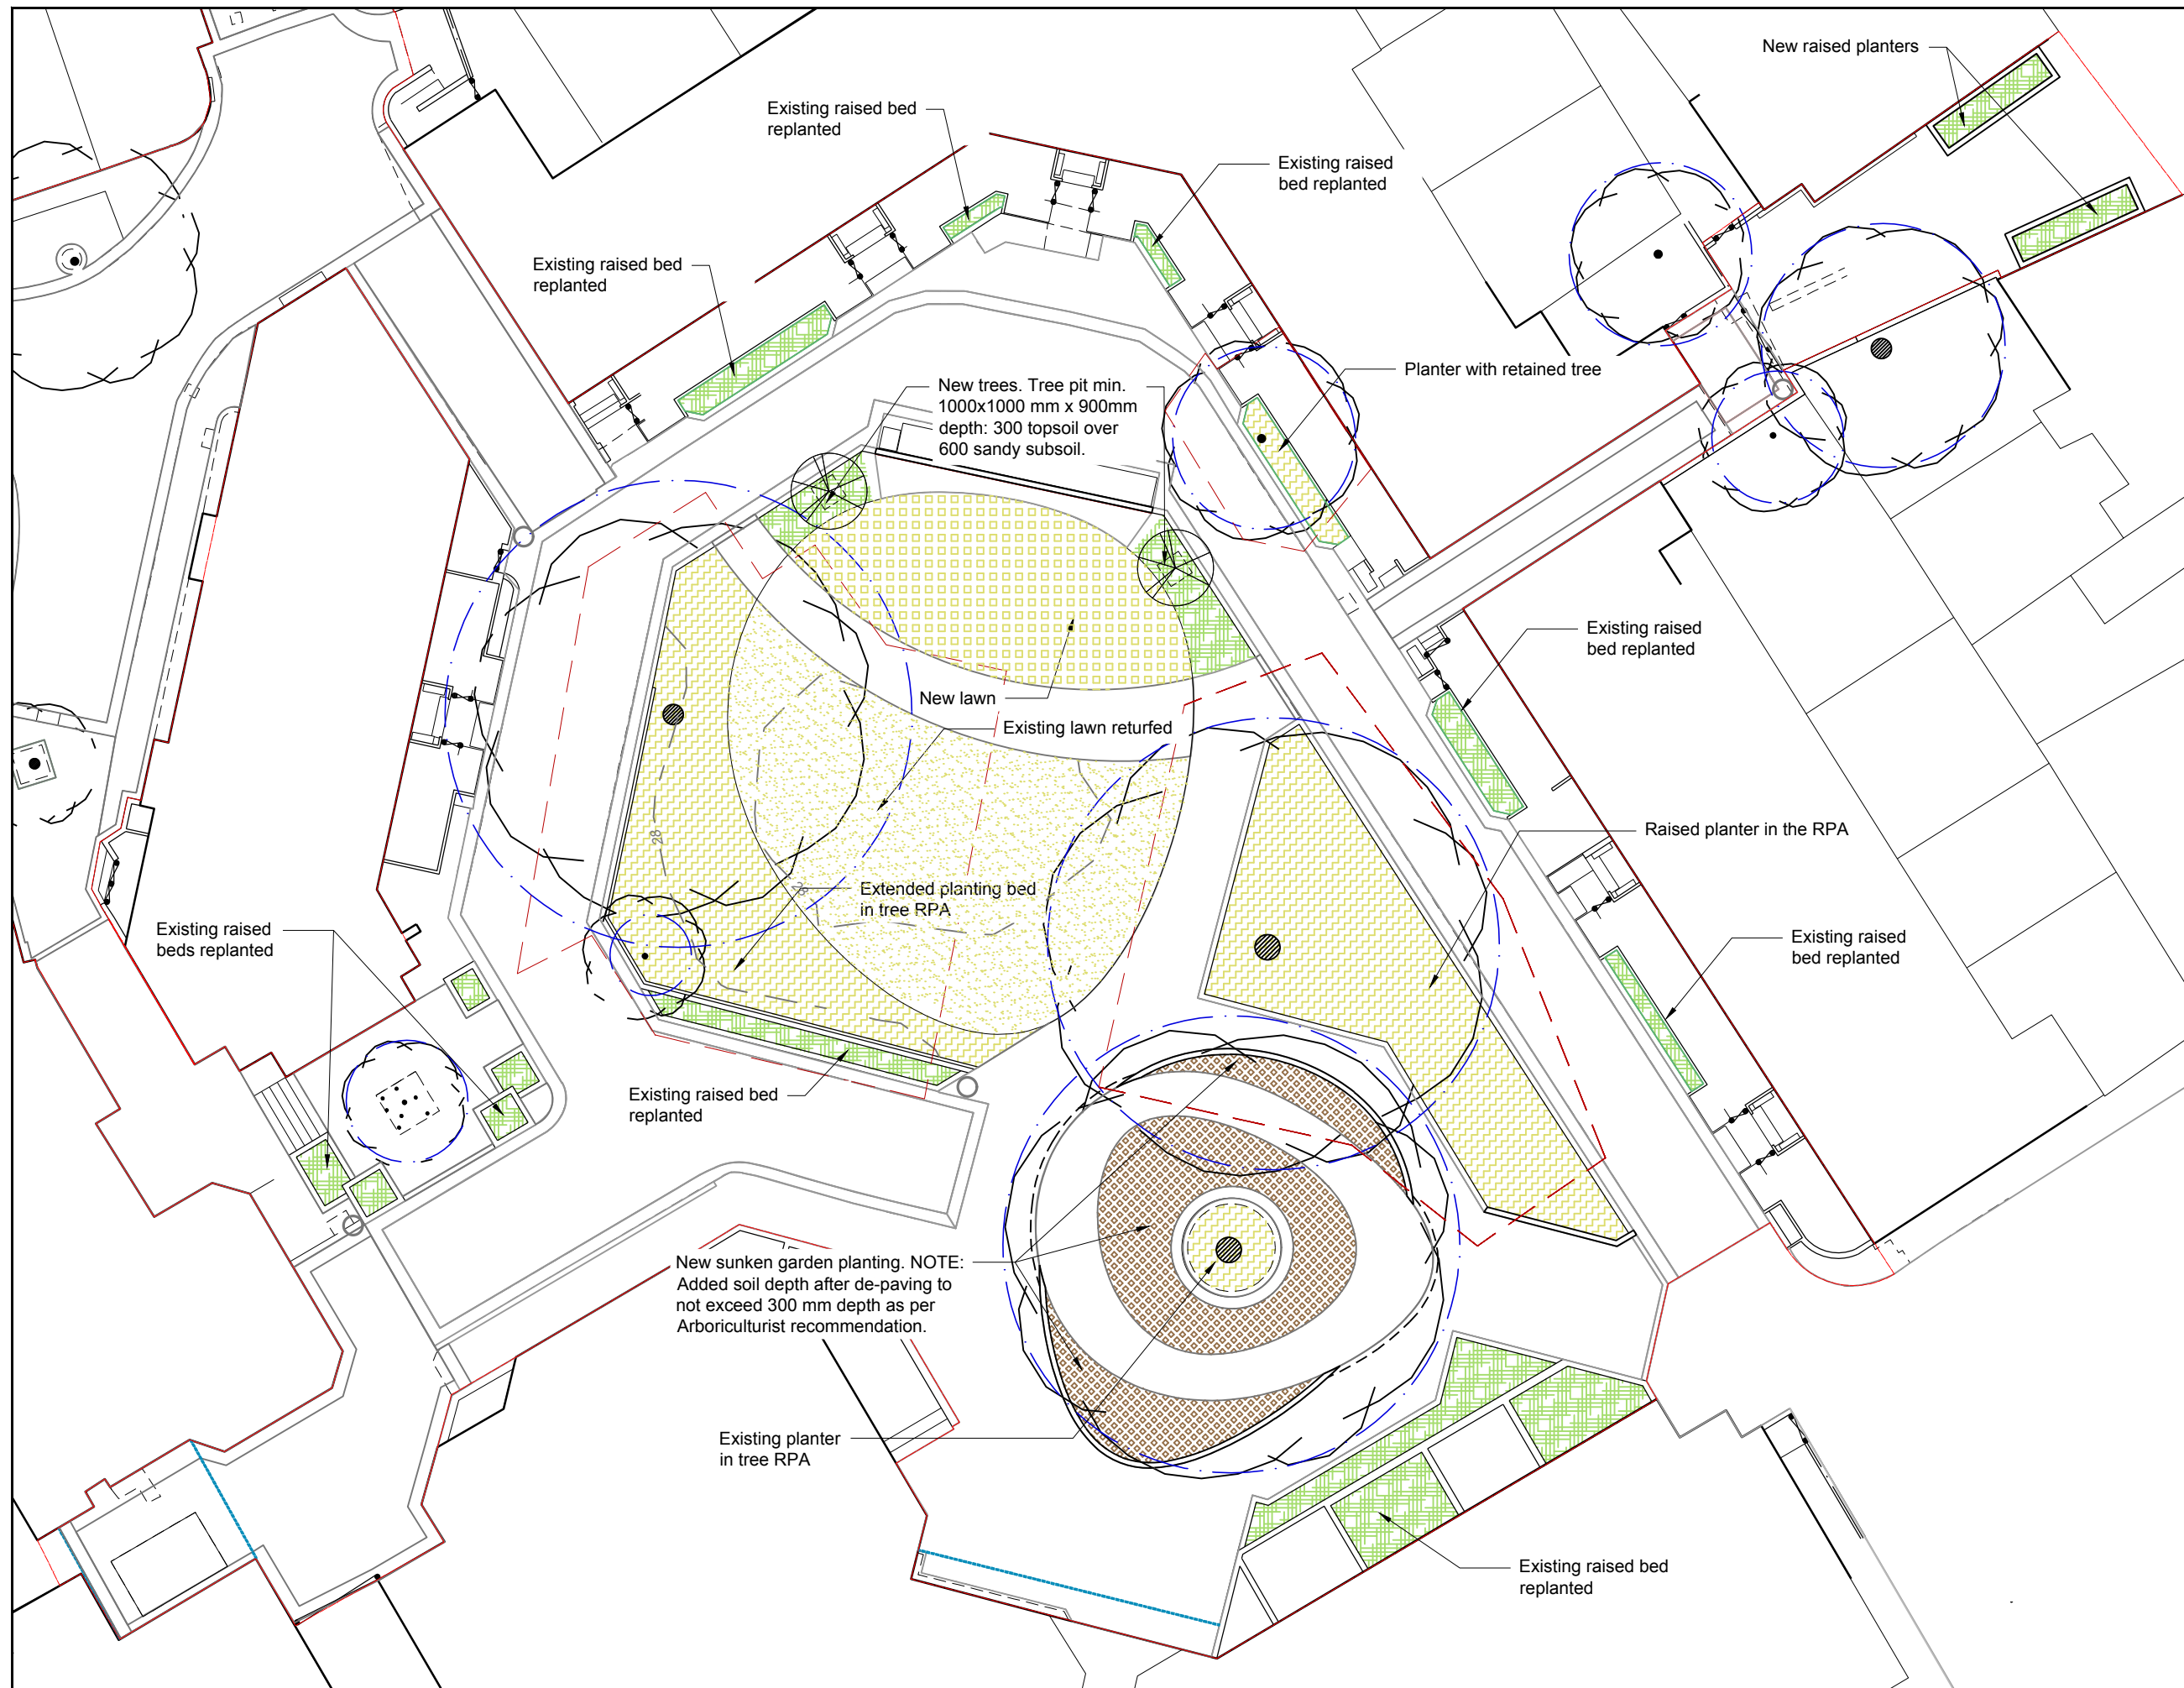 New raised planters
Existing raised bed
replanted
Existing raised
bed replanted
Existing raised bed
replanted
Planter with retained tree
New trees. Tree pit min.
1000x1000 mm x 900mm
depth: 300 topsoil over
600 sandy subsoil.
Existing raised
bed replanted
New lawn
Existing lawn returfed
28
Raised planter in the RPA
28
Extended planting bed
in tree RPA
Existing raised
beds replanted
Existing raised
bed replanted
Existing raised bed
replanted
New sunken garden planting. NOTE:
Added soil depth after de-paving to
not exceed 300 mm depth as per
Arboriculturist recommendation.
Existing planter
in tree RPA
Existing raised bed
replanted